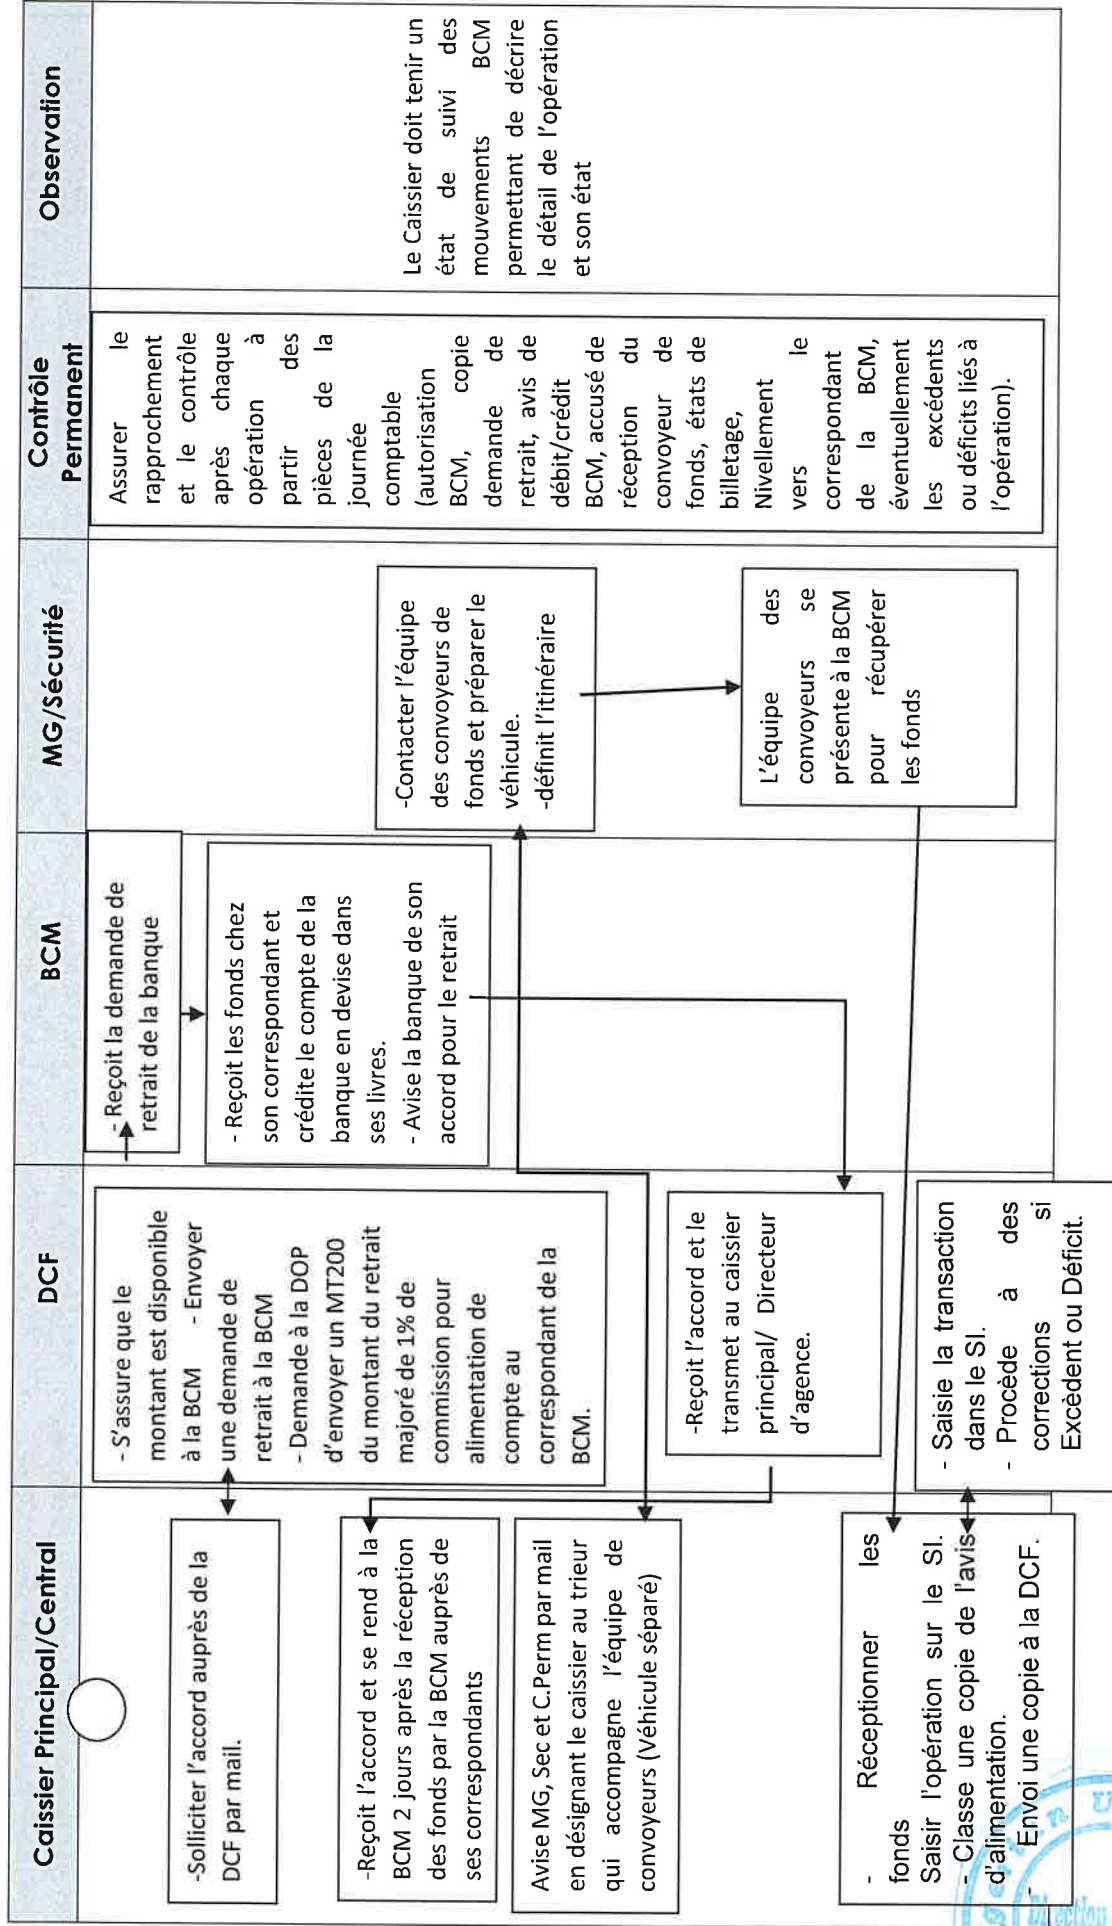 Caissier Principal/Central
DCF
BCM
MG/Sécurité
Contrôle
Permanent
Observation
-Solliciter l'accord auprès de la
DCF par mail.
-Reçoit l'accord et se rend à la
BCM 2 jours après la réception
des fonds par la BCM auprès de
ses correspondants
Avise MG, Sec et C.Perm par mail
en désignant le caissier au trieur
qui accompagne l'équipe de
convoyeurs (Véhicule séparé)
- Réceptionner les
fonds
Saisir l'opération sur le SI.
- Classe une copie de l'avis
d'alimentation.
- Envoi une copie à la DCF.
- S'assure que le
montant est disponible
à la BCM - Envoyer
une demande de
retrait à la BCM
- Demande à la DOP
d'envoyer un MT200
du montant du retrait
majoré de 1% de
commission pour
alimentation de
compte au
correspondant de la
BCM.
-Reçoit l'accord et le
transmet au caissier
principal/ Directeur
d'agence.
- Saisie la transaction
dans le SI.
- Procède à des
corrections si
Excèdent ou Déficit.
- Reçoit la demande de
retrait de la banque
- Reçoit les fonds chez
son correspondant et
crédite le compte de la
banque en devise dans
ses livres.
- Avise la banque de son
accord pour le retrait
-Contacter l'équipe
des convoyeurs de
fonds et préparer le
véhicule.
-définit l'itinéraire
L'équipe des
convoyeurs se
présente à la BCM
pour récupérer
les fonds
Assurer le
rapprochement
et le contrôle
après chaque
opération à
partir des
pièces de la
journée
comptable
(autorisation
BCM, copie
demande de
retrait, avis de
débit/crédit
BCM, accusé de
réception du
convoyeur de
fonds, états de
billetage,
Nivellement
vers le
correspondant
de la BCM,
éventuellement
les excédents
ou déficits liés à
l'opération).
Le Caissier doit tenir un
état de suivi des
mouvements BCM
permettant de décrire
le détail de l'opération
et son état